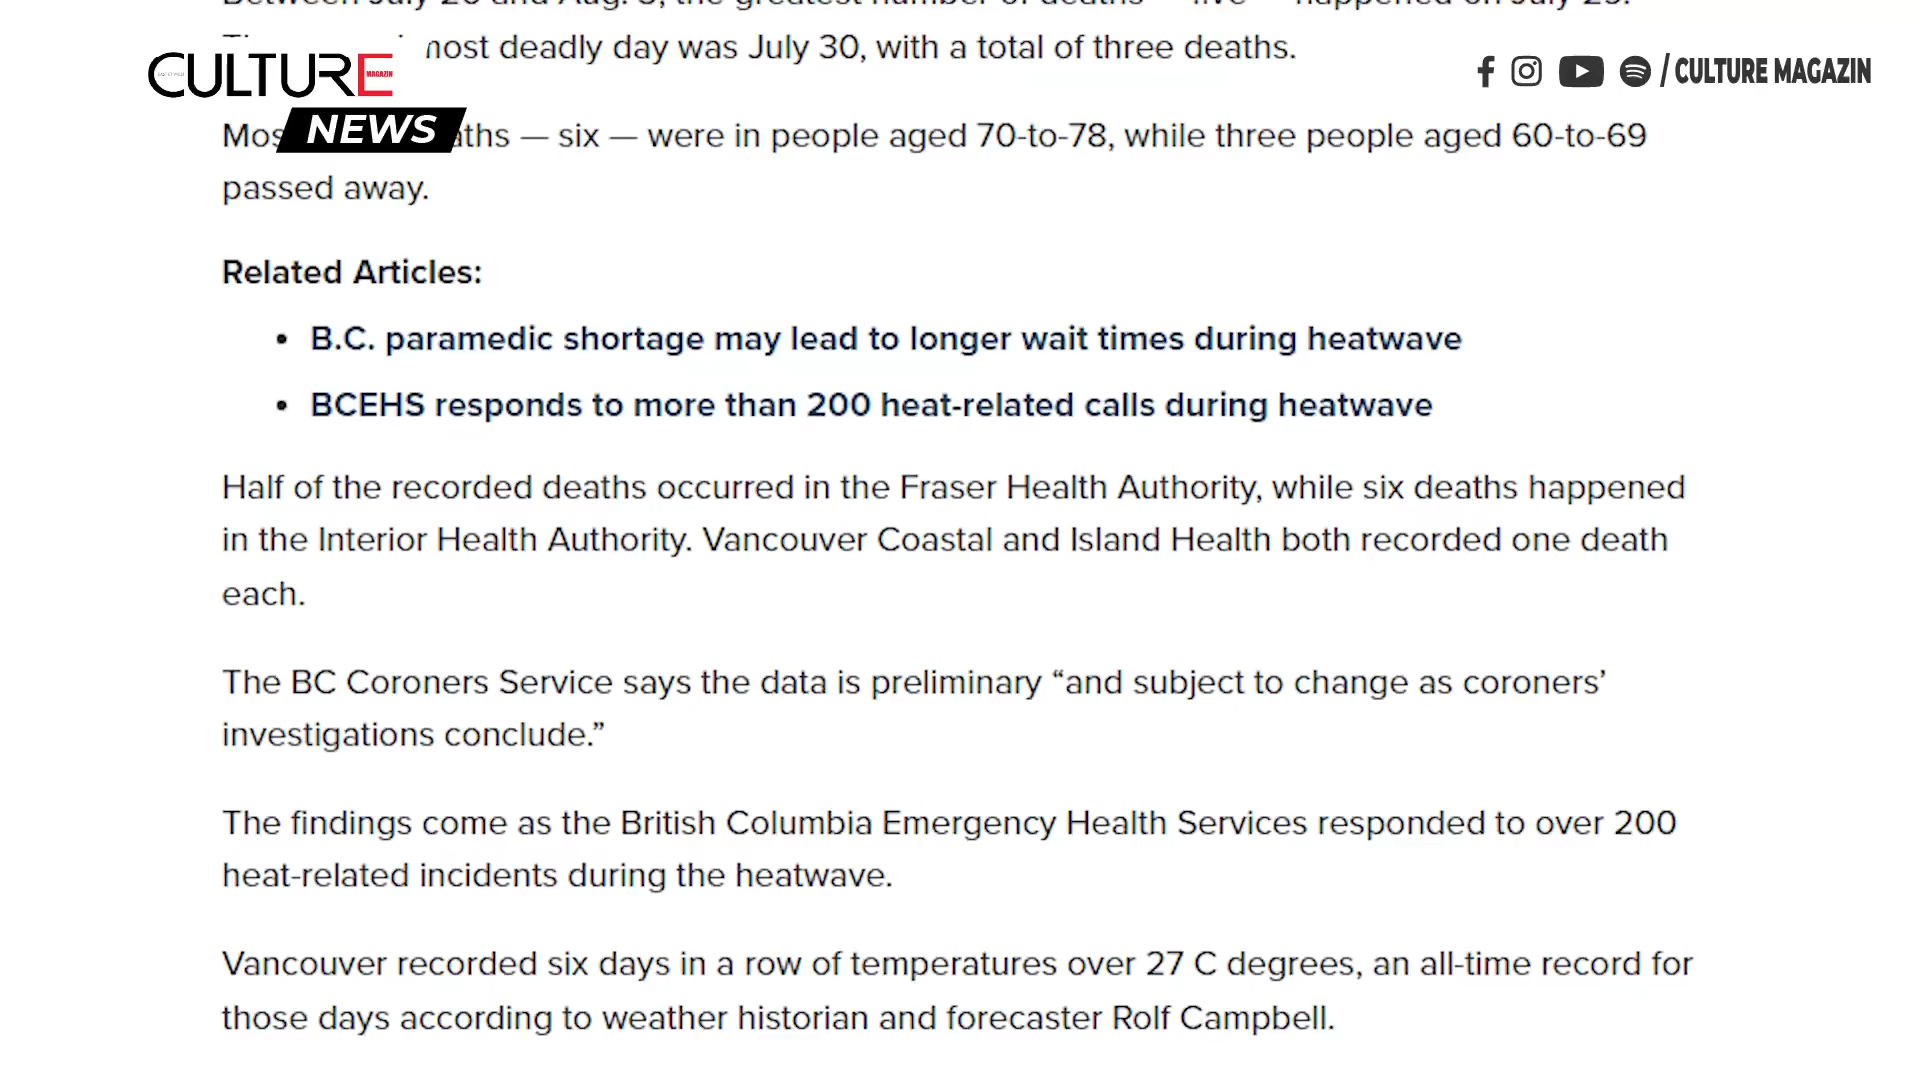 most deadly day was July 30, with a total of three deaths.
CULTURE
MAGAZIN
NEWS
/ CULTURE MAGAZIN
were in people aged 70-to-78, while three people aged 60-to-69
passed away.
Related Articles:
• B.C. paramedic shortage may lead to longer wait times during heatwave
• BCEHS responds to more than 200 heat-related calls during heatwave
Half of the recorded deaths occurred in the Fraser Health Authority, while six deaths happened
in the Interior Health Authority. Vancouver Coastal and Island Health both recorded one death
each.
The BC Coroners Service says the data is preliminary “and subject to change as coroners’
investigations conclude.”
The findings come as the British Columbia Emergency Health Services responded to over 200
heat-related incidents during the heatwave.
Vancouver recorded six days in a row of temperatures over 27 C degrees, an all-time record for
those days according to weather historian and forecaster Rolf Campbell.